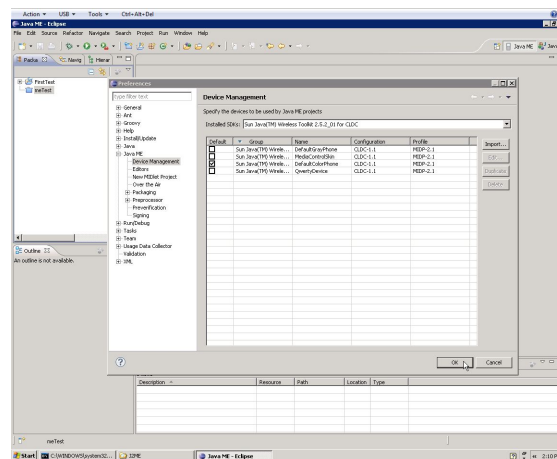 Action USB Tools Ctrl+Alt+Del
Java ME - Eclipse
File Edit Source Refactor Navigate Search Project Run Window Help
Java ME
Packa Navig Hierar
FirstTest
meTest
Preferences
type filter text
General
Ant
Groovy
Help
Install/Update
Java
Java ME
Device Management
Editors
New MIDlet Project
Over the Air
Packaging
Preprocessor
Preverification
Signing
Run/Debug
Tasks
Team
Usage Data Collector
Validation
XML
Device Management
Specify the devices to be used by Java ME projects
Installed SDKs: Sun Java(TM) Wireless Toolkit 2.5.2_01 for CLDC
Default Group Name Configuration Profile
Sun Java(TM) Wirele... DefaultGrayPhone CLDC-1.1 MIDP-2.1
Sun Java(TM) Wirele... MediaControlSkin CLDC-1.1 MIDP-2.1
Sun Java(TM) Wirele... DefaultColorPhone CLDC-1.1 MIDP-2.1
Sun Java(TM) Wirele... QwertyDevice CLDC-1.1 MIDP-2.1
Import...
Edit...
Duplicate
Delete
OK Cancel
Outline
An outline is not available.
Description Resource Path Location Type
meTest
Start C:\WINDOWS\system32... J2ME Java ME - Eclipse 2:10 P